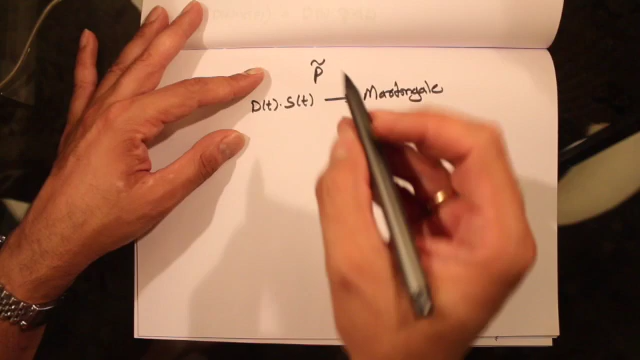 P̃
D(t).S(t) — Martingale